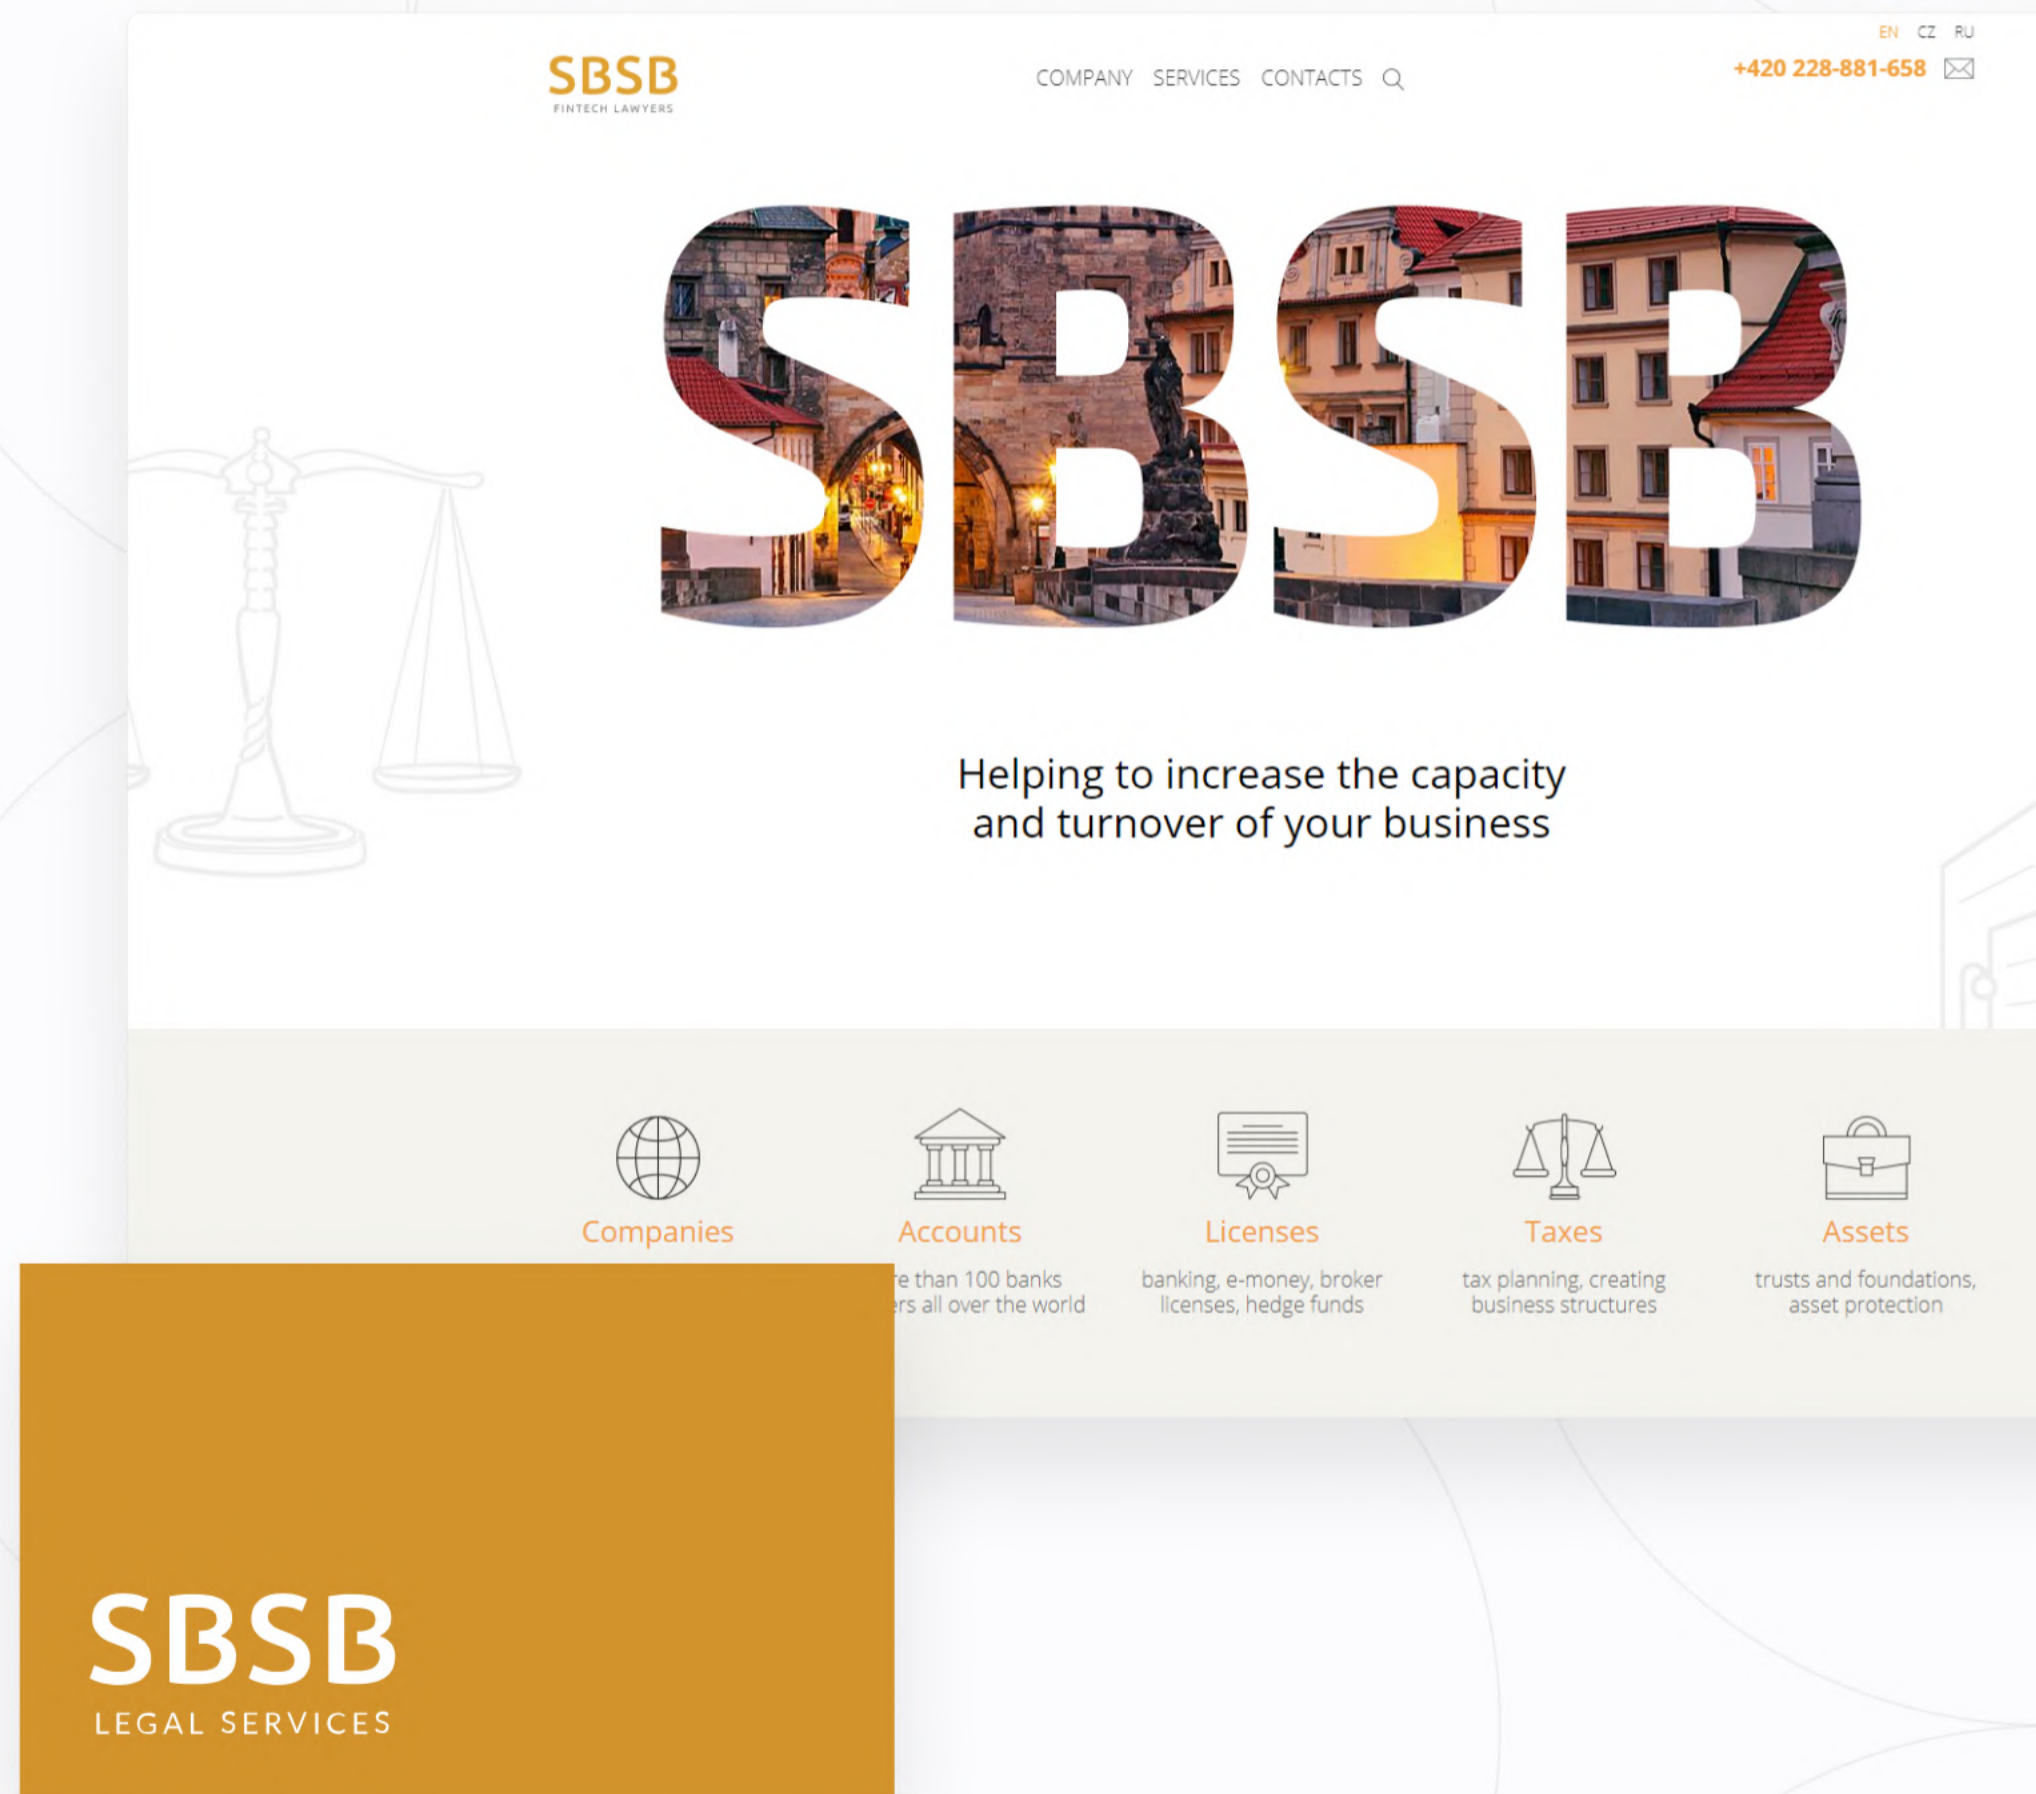 EN CZ RU
SBSB
FINTECH LAWYERS
COMPANY SERVICES CONTACTS
+420 228-881-658
SBSB
Helping to increase the capacity
and turnover of your business
Companies
Accounts
than 100 banks
all over the world
Licenses
banking, e-money, broker
licenses, hedge funds
Taxes
tax planning, creating
business structures
Assets
trusts and foundations,
asset protection
SBSB
LEGAL SERVICES